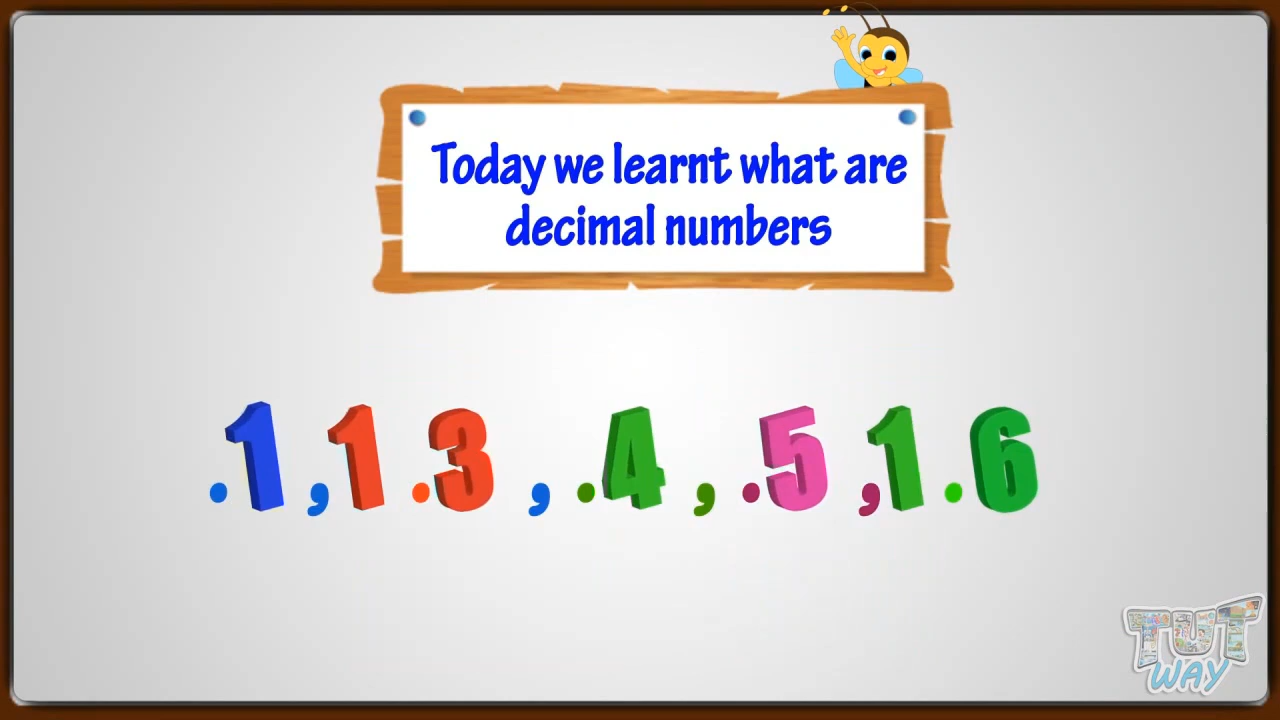 Today we learnt what are
decimal numbers
.1 , 1.3 , .4 , .5 , 1.6
TUT
WAY